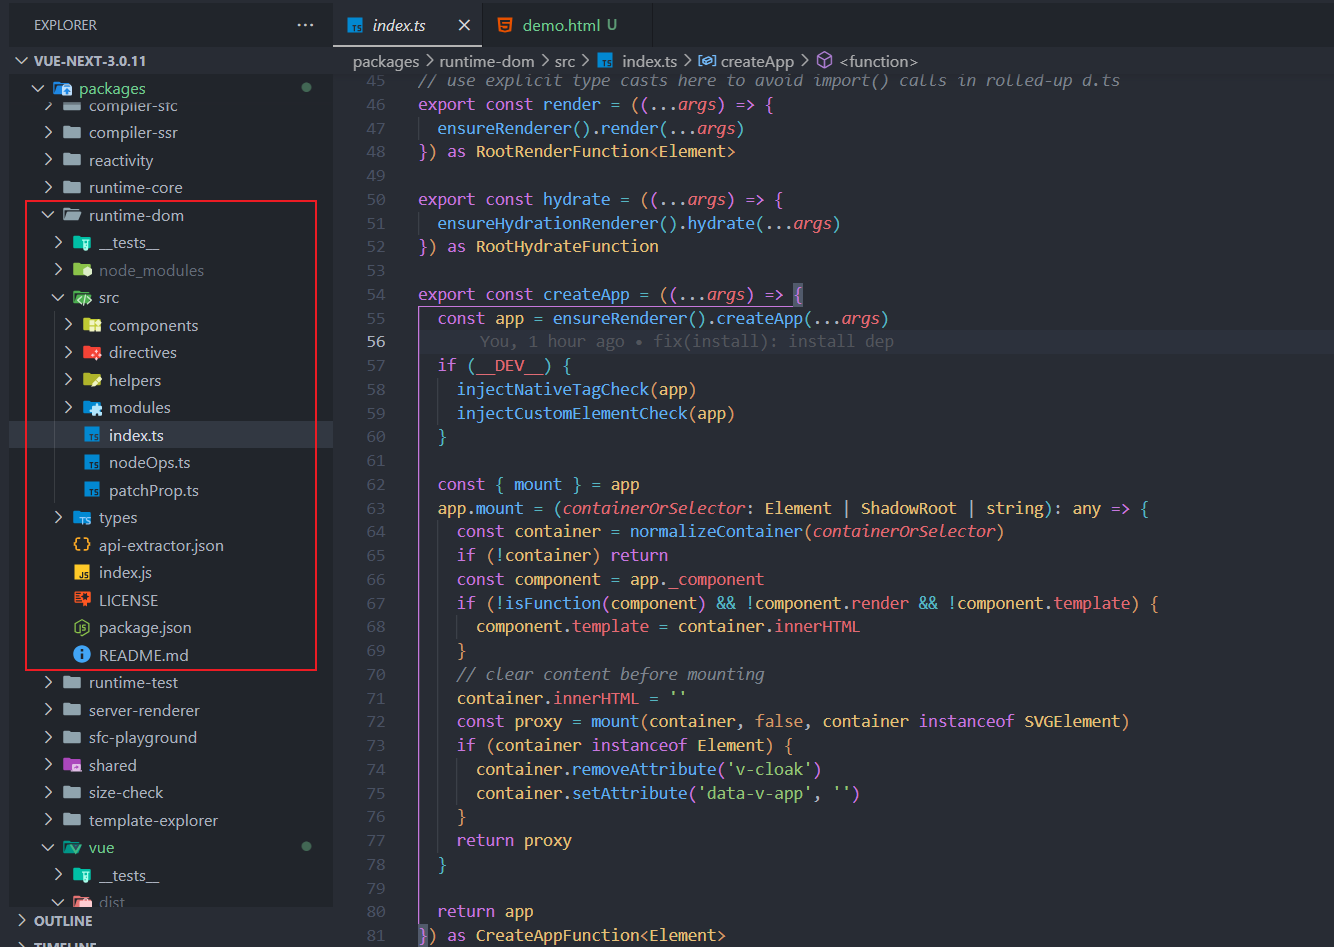 EXPLORER
···
VUE-NEXT-3.0.11
packages
compiler-sfc
compiler-ssr
reactivity
runtime-core
runtime-dom
__tests__
node_modules
src
components
directives
helpers
modules
TS index.ts
TS nodeOps.ts
TS patchProp.ts
TS types
{} api-extractor.json
JS index.js
LICENSE
JS package.json
README.md
runtime-test
server-renderer
sfc-playground
shared
size-check
template-explorer
vue
__tests__
dist
OUTLINE
TIMELINE
TS index.ts ×
demo.html U
packages > runtime-dom > src > TS index.ts > createApp > <function>
45 // use explicit type casts here to avoid import() calls in rolled-up d.ts
46 export const render = ((...args) => {
47 ensureRenderer().render(...args)
48 }) as RootRenderFunction<Element>
49
50 export const hydrate = ((...args) => {
51 ensureHydrationRenderer().hydrate(...args)
52 }) as RootHydrateFunction
53
54 export const createApp = ((...args) => {
55 const app = ensureRenderer().createApp(...args)
56 You, 1 hour ago • fix(install): install dep
57 if (__DEV__) {
58 injectNativeTagCheck(app)
59 injectCustomElementCheck(app)
60 }
61
62 const { mount } = app
63 app.mount = (containerOrSelector: Element | ShadowRoot | string): any => {
64 const container = normalizeContainer(containerOrSelector)
65 if (!container) return
66 const component = app._component
67 if (!isFunction(component) && !component.render && !component.template) {
68 component.template = container.innerHTML
69 }
70 // clear content before mounting
71 container.innerHTML = ''
72 const proxy = mount(container, false, container instanceof SVGElement)
73 if (container instanceof Element) {
74 container.removeAttribute('v-cloak')
75 container.setAttribute('data-v-app', '')
76 }
77 return proxy
78 }
79
80 return app
81 }) as CreateAppFunction<Element>